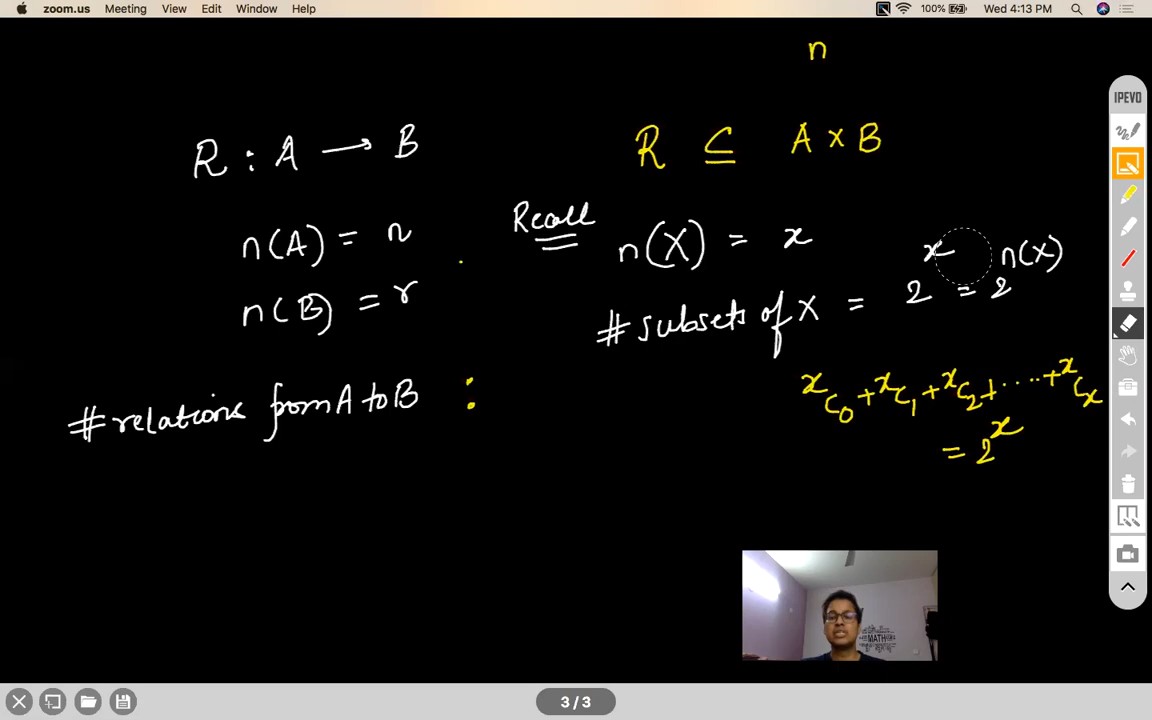 zoom.us Meeting View Edit Window Help 100% Wed 4:13 PM
n
IPEVO
R : A → B
R ⊆ A × B
Recall
n(A) = n
n(X) = x
n(B) = r
# subsets of X = 2^x = 2^n(X)
# relations from A to B :
xC0 + xC1 + xC2 + ..... + xCx
= 2^x
MATH
3 / 3